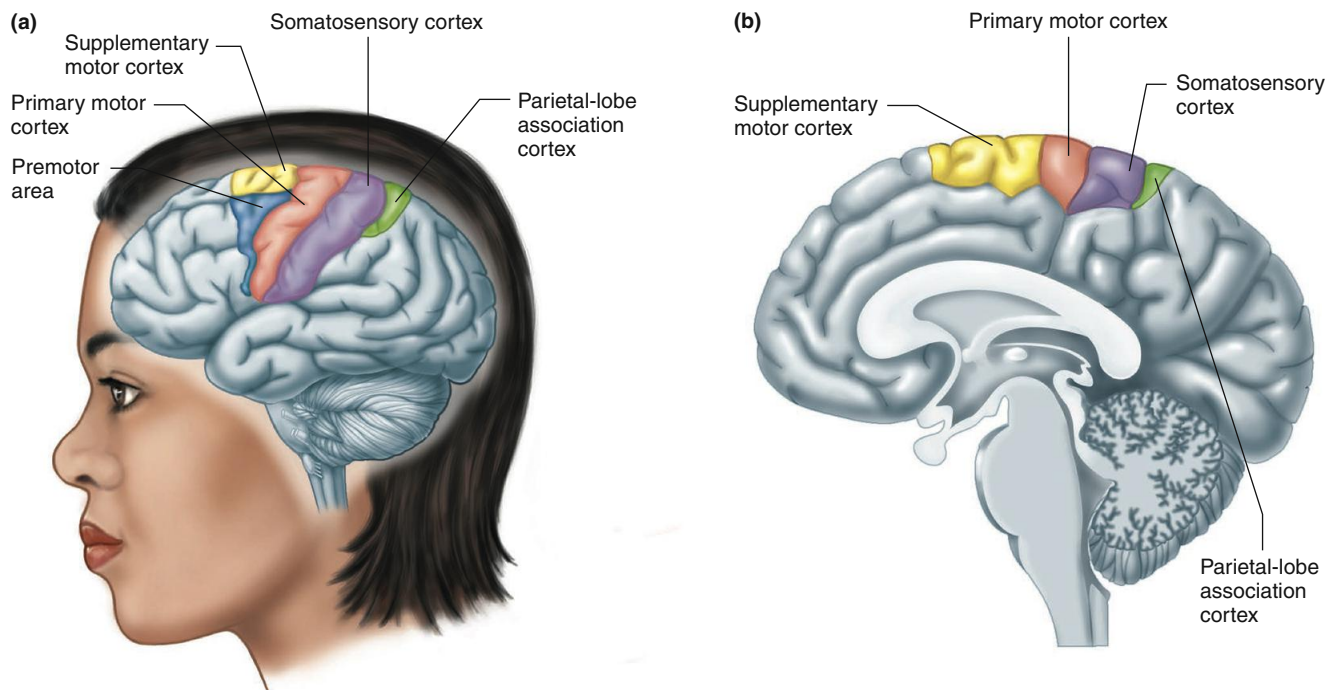 (a)
Somatosensory cortex
Supplementary
motor cortex
Primary motor
cortex
Premotor
area
Parietal-lobe
association
cortex
(b)
Primary motor cortex
Supplementary
motor cortex
Somatosensory
cortex
Parietal-lobe
association
cortex